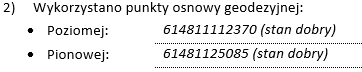 2) Wykorzystano punkty osnowy geodezyjnej:
• Poziomej: 614811112370 (stan dobry)
• Pionowej: 61481125085 (stan dobry)